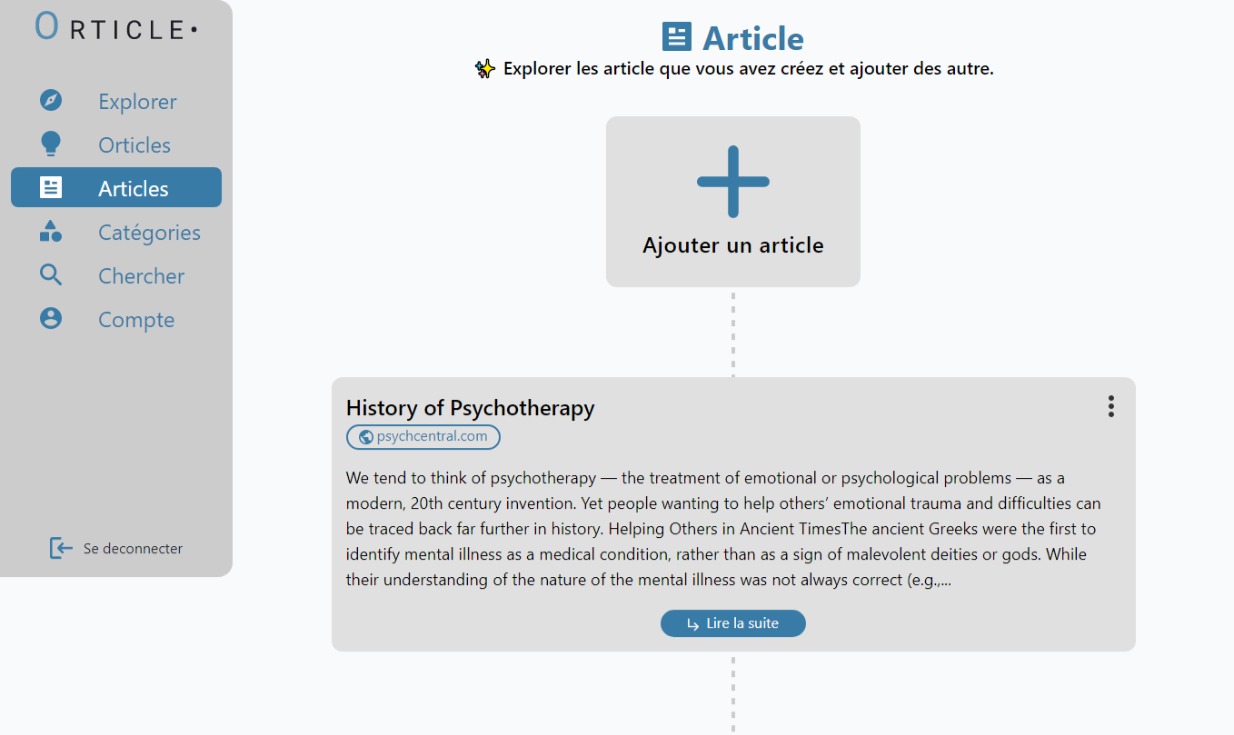 ORTICLE•
Explorer
Orticles
Articles
Catégories
Chercher
Compte
Se deconnecter
Article
✨ Explorer les article que vous avez créez et ajouter des autre.
Ajouter un article
History of Psychotherapy
psychcentral.com
We tend to think of psychotherapy — the treatment of emotional or psychological problems — as a
modern, 20th century invention. Yet people wanting to help others’ emotional trauma and difficulties can
be traced back far further in history. Helping Others in Ancient TimesThe ancient Greeks were the first to
identify mental illness as a medical condition, rather than as a sign of malevolent deities or gods. While
their understanding of the nature of the mental illness was not always correct (e.g.,...
Lire la suite